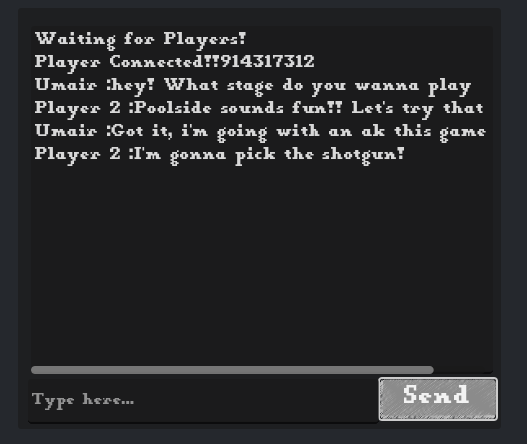 Waiting for Players!
Player Connected!!914317312
Umair :hey! What stage do you wanna play
Player 2 :Poolside sounds fun!! Let's try that
Umair :Got it, i'm going with an ak this game
Player 2 :I'm gonna pick the shotgun!
Type here...
Send